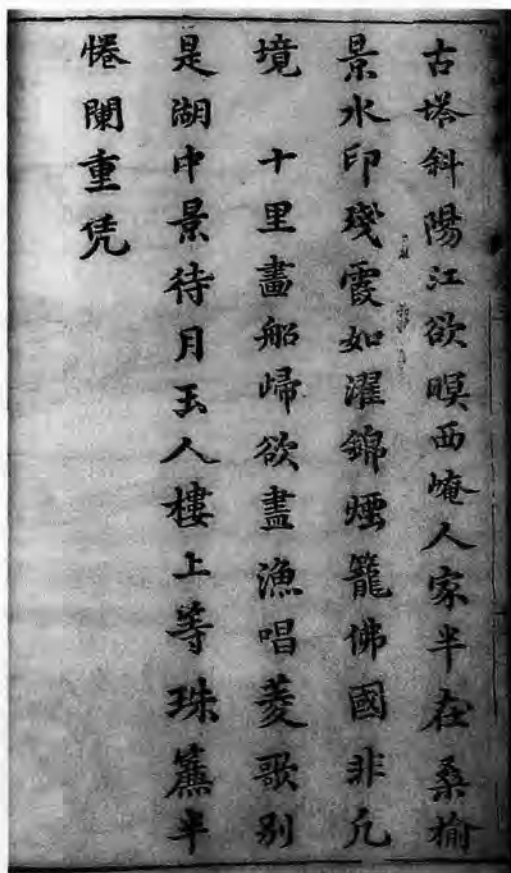 古塔斜陽江欲暝西崦人家半在桑榆
景水印殘霞如濯錦煙籠佛國非凡
境　十里畫船歸欲盡漁唱菱歌別
是湖中景待月玉人樓上等珠簾半
惓闌重凭